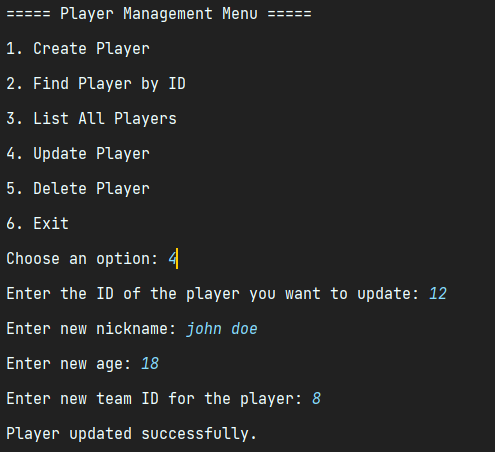 ===== Player Management Menu =====
1. Create Player
2. Find Player by ID
3. List All Players
4. Update Player
5. Delete Player
6. Exit
Choose an option: 4
Enter the ID of the player you want to update: 12
Enter new nickname: john doe
Enter new age: 18
Enter new team ID for the player: 8
Player updated successfully.